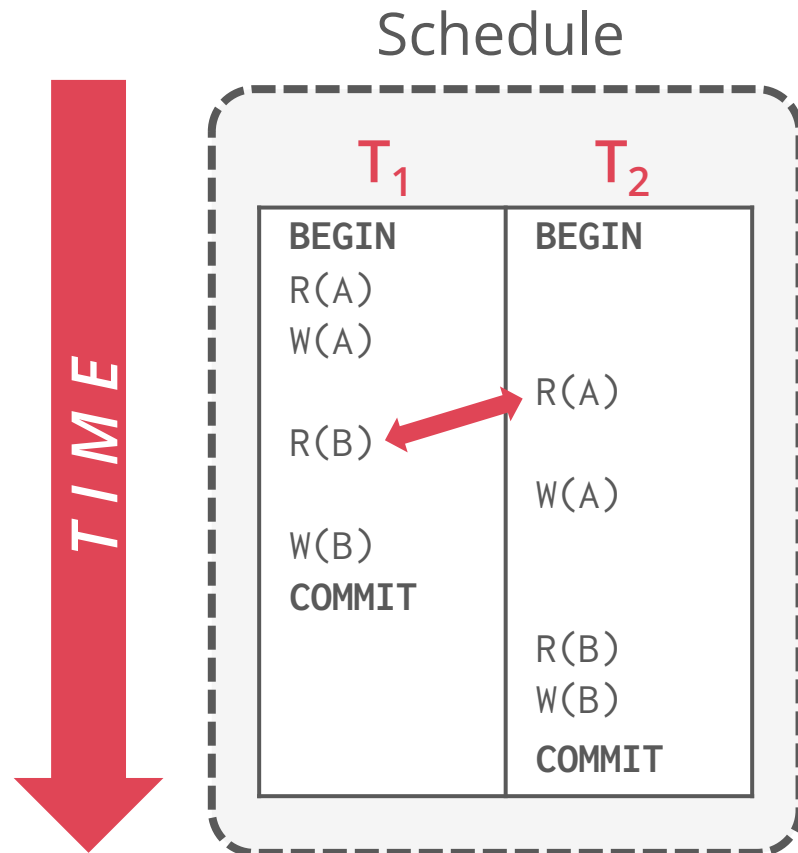 Schedule
TIME
T₁ T₂
BEGIN BEGIN
R(A)
W(A)
R(A)
R(B)
W(A)
W(B)
COMMIT
R(B)
W(B)
COMMIT